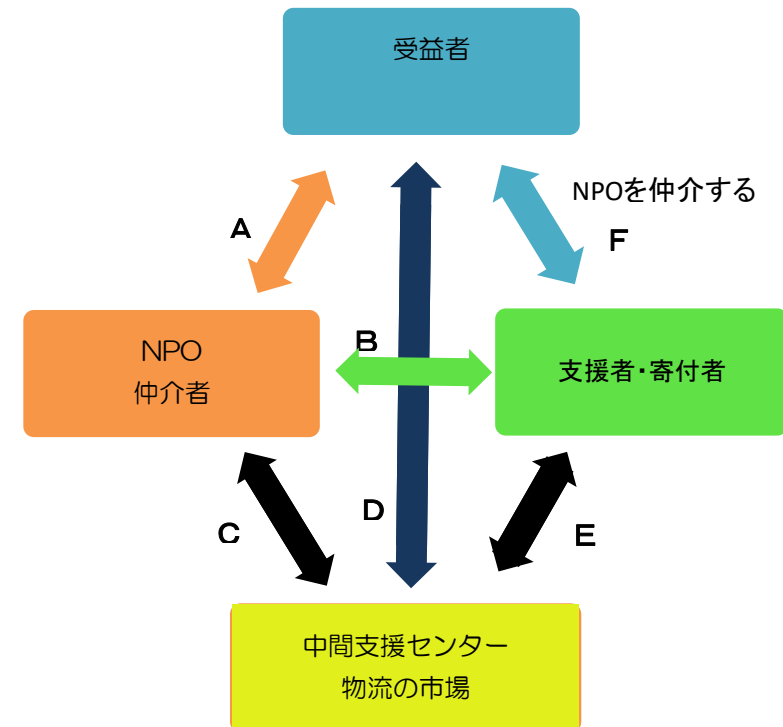 受益者
NPOを仲介する
A
F
NPO
仲介者
B
支援者・寄付者
C
D
E
中間支援センター
物流の市場